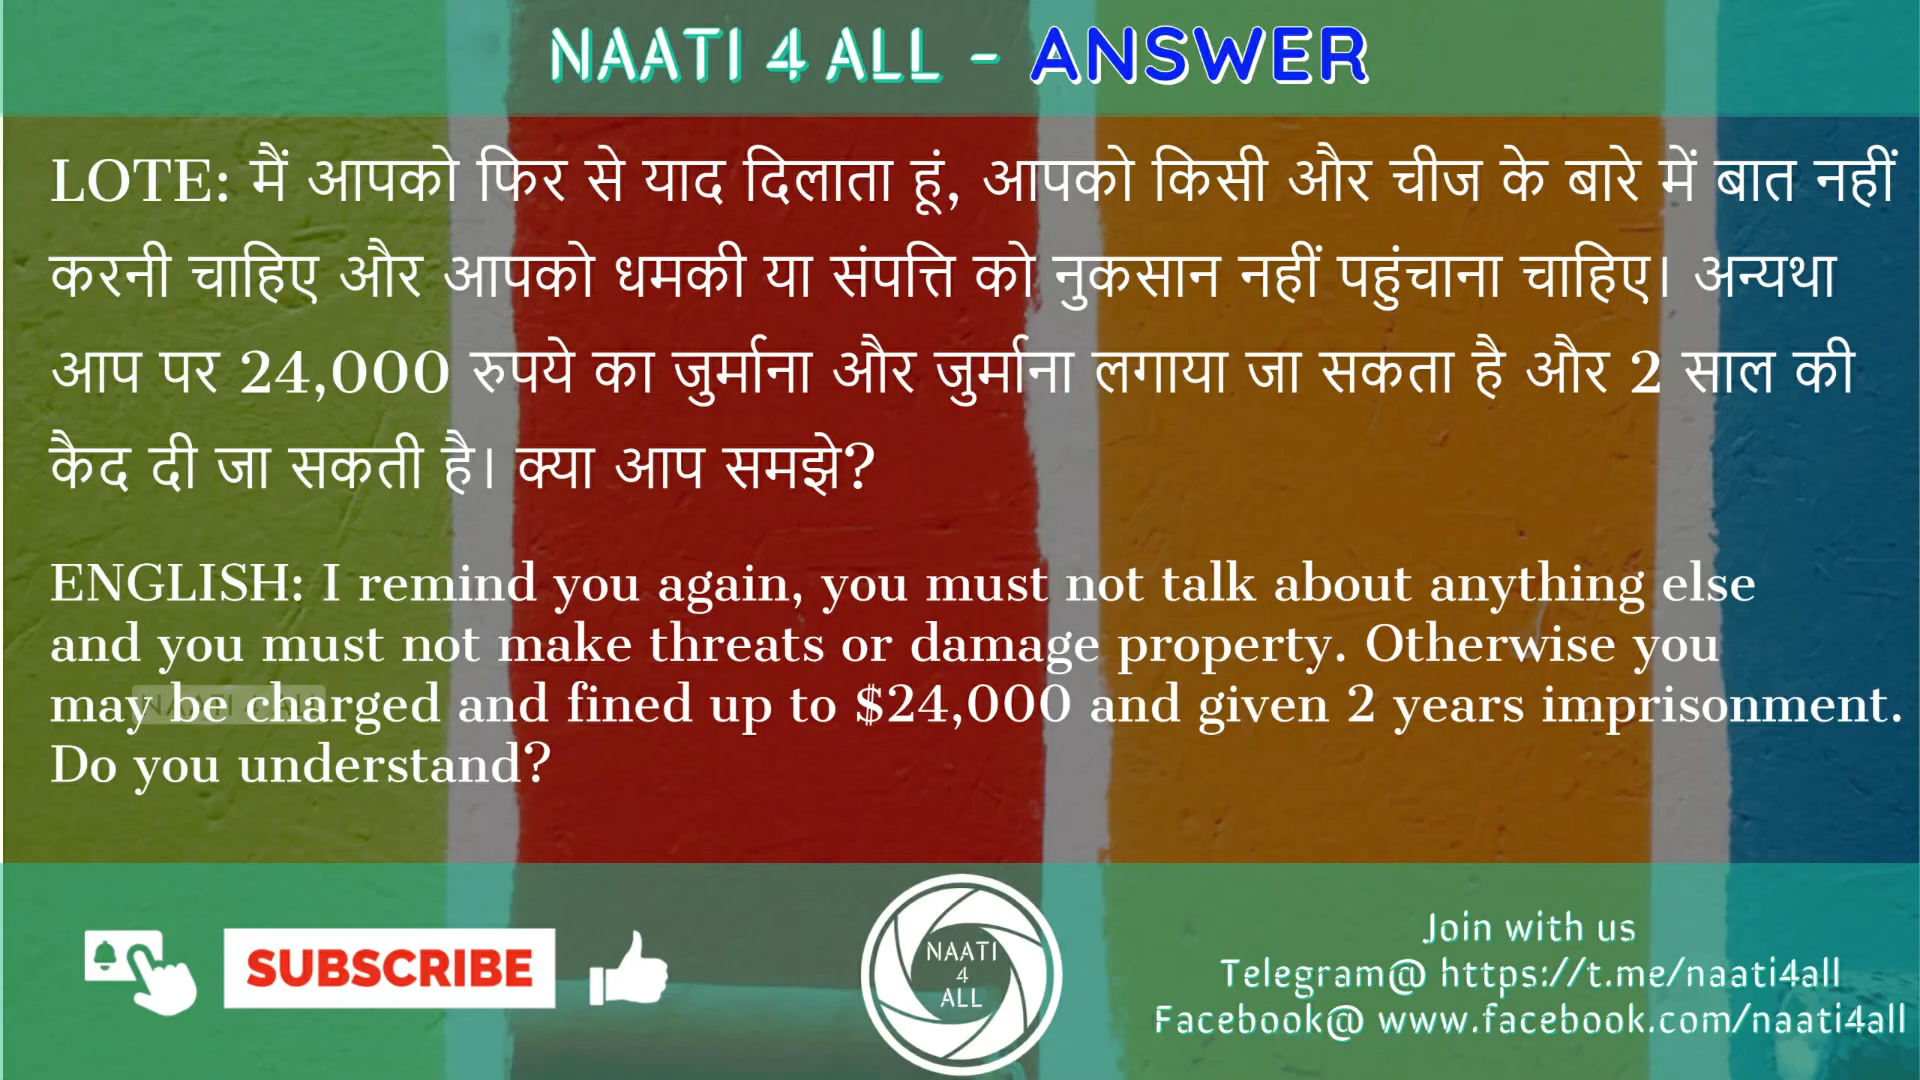 NAATI 4 ALL - ANSWER
LOTE: मैं आपको फिर से याद दिलाता हूं, आपको किसी और चीज के बारे में बात नहीं
करनी चाहिए और आपको धमकी या संपत्ति को नुकसान नहीं पहुंचाना चाहिए। अन्यथा
आप पर 24,000 रुपये का जुर्माना और जुर्माना लगाया जा सकता है और 2 साल की
कैद दी जा सकती है। क्या आप समझे?
ENGLISH: I remind you again, you must not talk about anything else
and you must not make threats or damage property. Otherwise you
may be charged and fined up to $24,000 and given 2 years imprisonment.
Do you understand?
NAATI 4 ALL
SUBSCRIBE
NAATI
4
ALL
Join with us
Telegram@ https://t.me/naati4all
Facebook@ www.facebook.com/naati4all